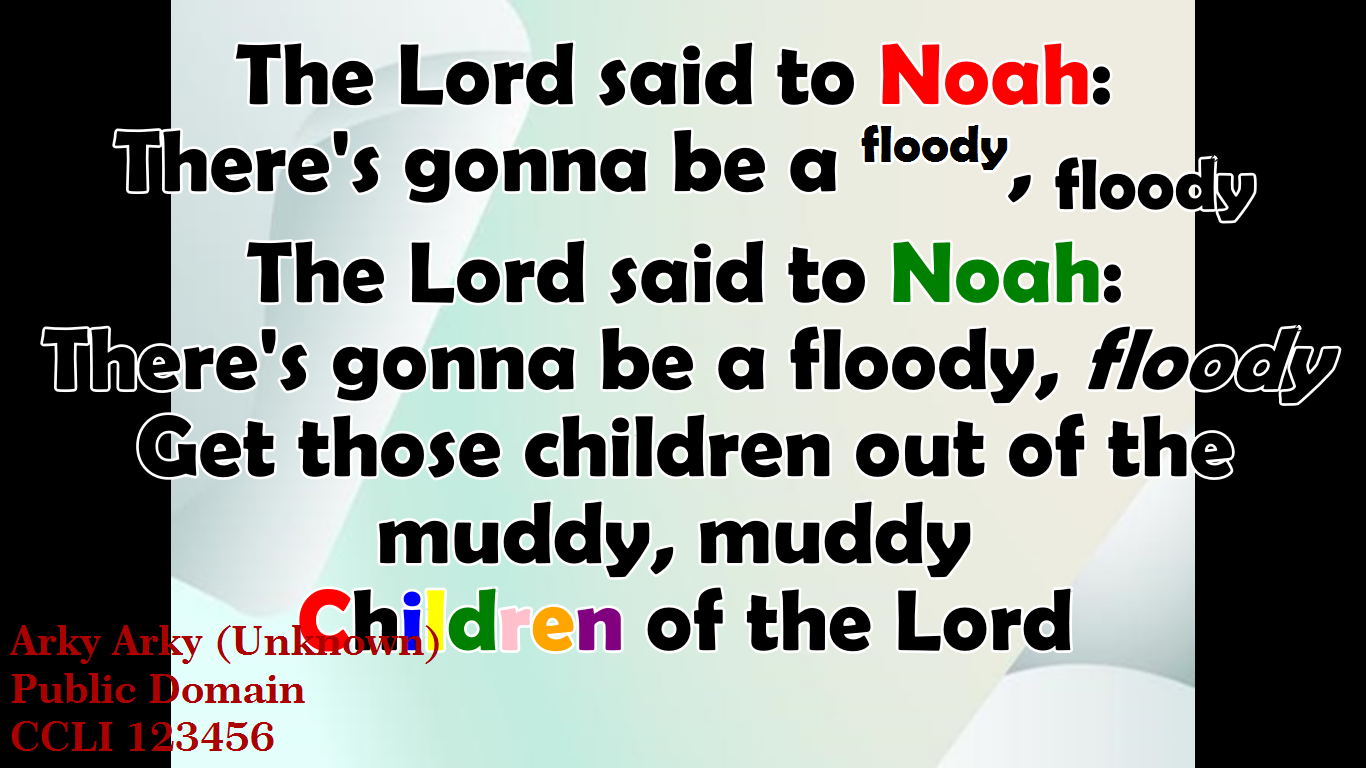 The Lord said to Noah:
There's gonna be a floody, floody
The Lord said to Noah:
There's gonna be a floody, floody
Get those children out of the
muddy, muddy
Children of the Lord
Arky Arky (Unknown)
Public Domain
CCLI 123456